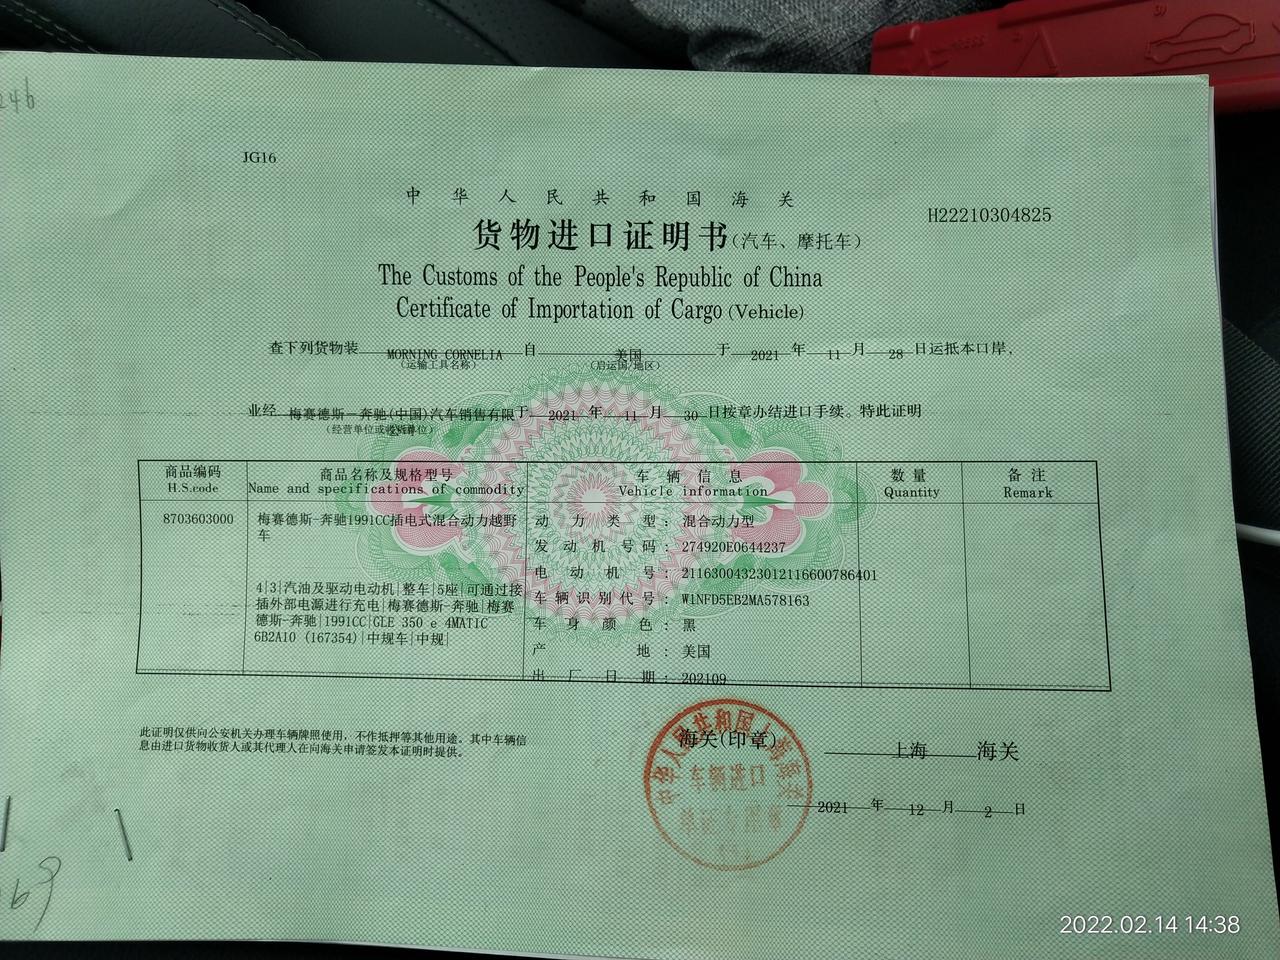 24b
JG16
中华人民共和国海关
H22210304825
货物进口证明书(汽车、摩托车)
The Customs of the People's Republic of China
Certificate of Importation of Cargo (Vehicle)
查下列货物装 MORNING CORNELIA 自 美国 于 2021 年 11 月 28 日运抵本口岸,
(运输工具名称) (启运国/地区)
业经 梅赛德斯-奔驰(中国)汽车销售有限 于 2021 年 11 月 30 日按章办结进口手续。特此证明
公司
商品编码 商品名称及规格型号 车辆信息 数量 备注
H.S.code Name and specifications of commodity Vehicle information Quantity Remark
8703603000 梅赛德斯-奔驰1991CC插电式混合动力越野
车
4|3|汽油及驱动电动机|整车|5座|可通过接
插外部电源进行充电|梅赛德斯-奔驰|梅赛
德斯-奔驰|1991CC|GLE 350 e 4MATIC
6B2A10 (167354)|中规车|中规|
动力类型: 混合动力型
发动机号码: 274920E0644237
电动机号: 21163004323012116600786401
车辆识别代号: W1NFD5EB2MA578163
车身颜色: 黑
产地: 美国
出厂日期: 202109
此证明仅供向公安机关办理车辆牌照使用,不作抵押等其他用途。其中车辆信
息由进口货物收货人或其代理人在向海关申请签发本证明时提供。
海关(印章) 上海 海关
中华人民共和国上海海关
车辆进口
2021 年 12 月 2 日
2022.02.14 14:38